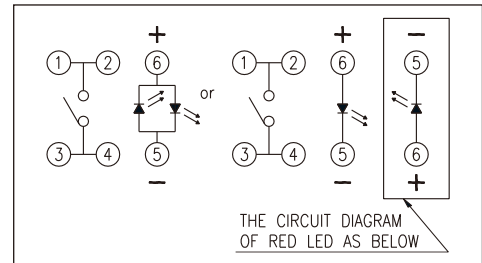 + + −
1 2 6 1 2 6 5
or
3 4 5 3 4 5 6
− − +
THE CIRCUIT DIAGRAM
OF RED LED AS BELOW